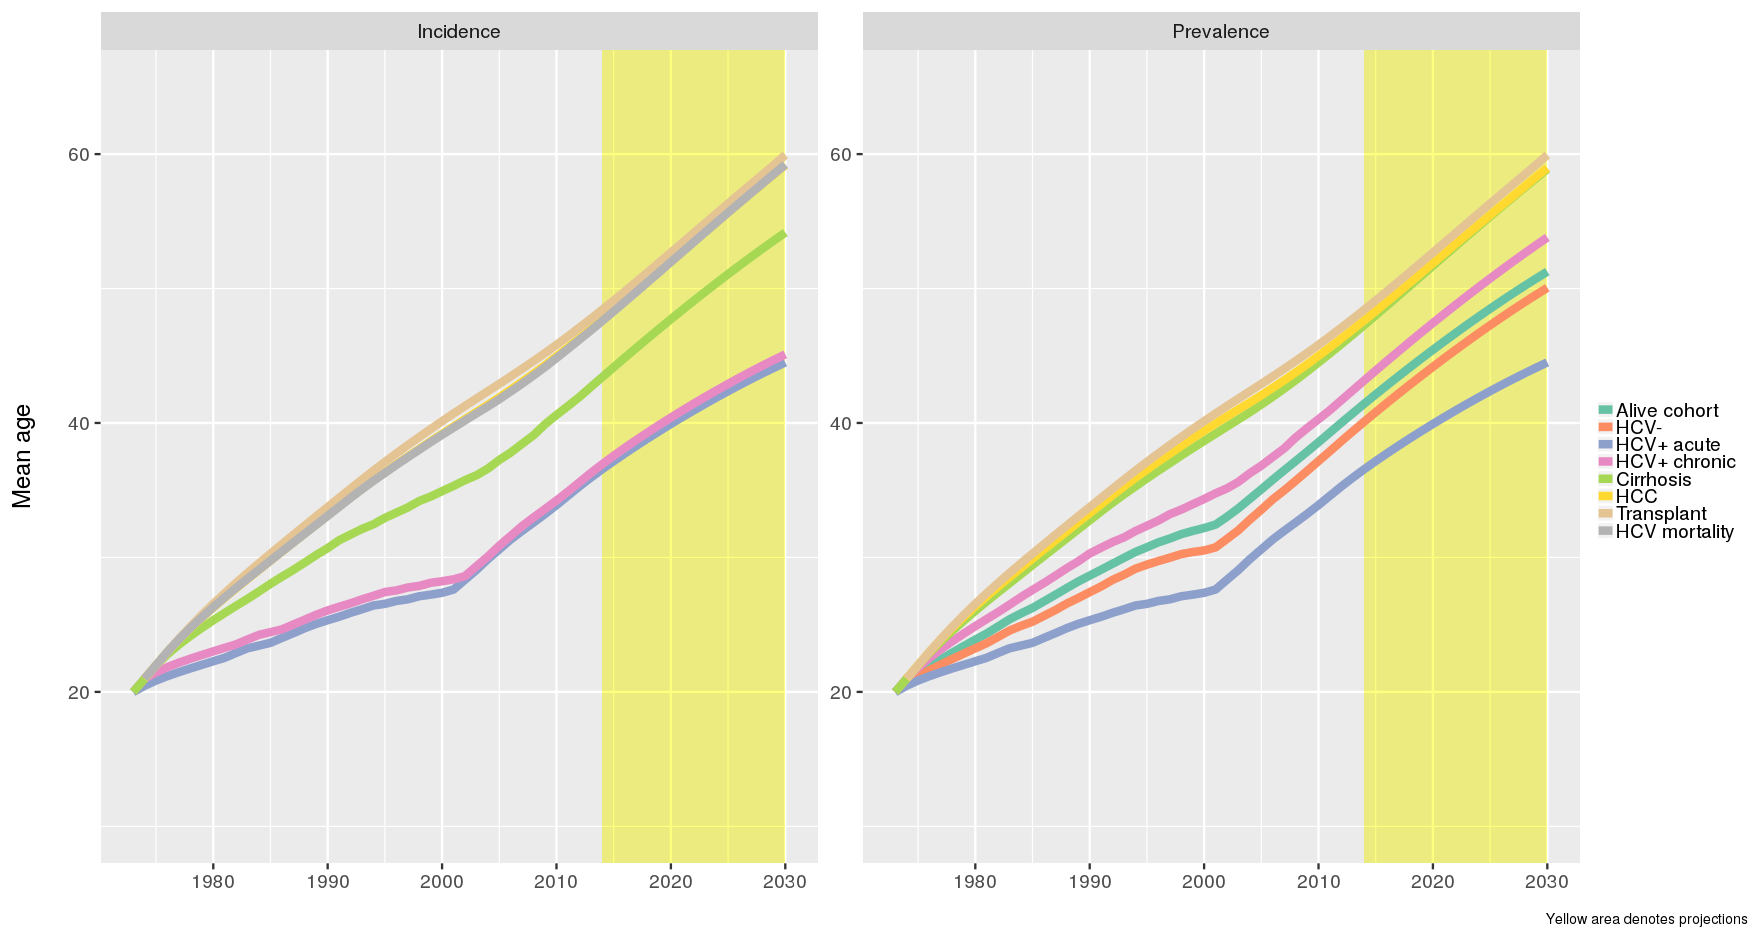 Incidence
Prevalence
Mean age
60
40
20
60
40
20
1980 1990 2000 2010 2020 2030
1980 1990 2000 2010 2020 2030
Alive cohort
HCV-
HCV+ acute
HCV+ chronic
Cirrhosis
HCC
Transplant
HCV mortality
Yellow area denotes projections